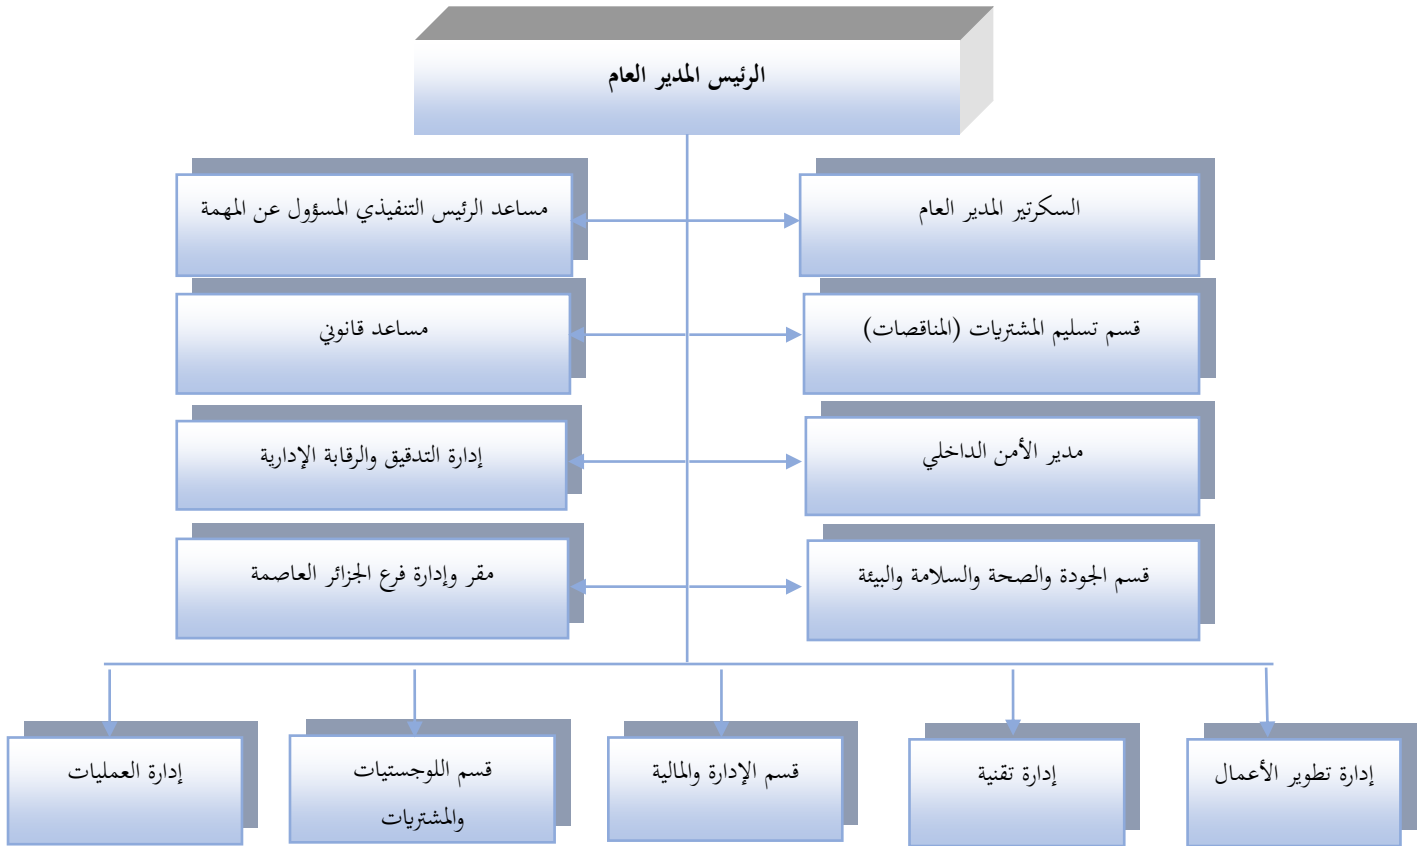 الرئيس المدير العام
السكرتير المدير العام
مساعد الرئيس التنفيذي المسؤول عن المهمة
قسم تسليم المشتريات (المناقصات)
مساعد قانوني
مدير الأمن الداخلي
إدارة التدقيق والرقابة الإدارية
قسم الجودة والصحة والسلامة والبيئة
مقر وإدارة فرع الجزائر العاصمة
إدارة تطوير الأعمال
إدارة تقنية
قسم الإدارة والمالية
قسم اللوجستيات
والمشتريات
إدارة العمليات